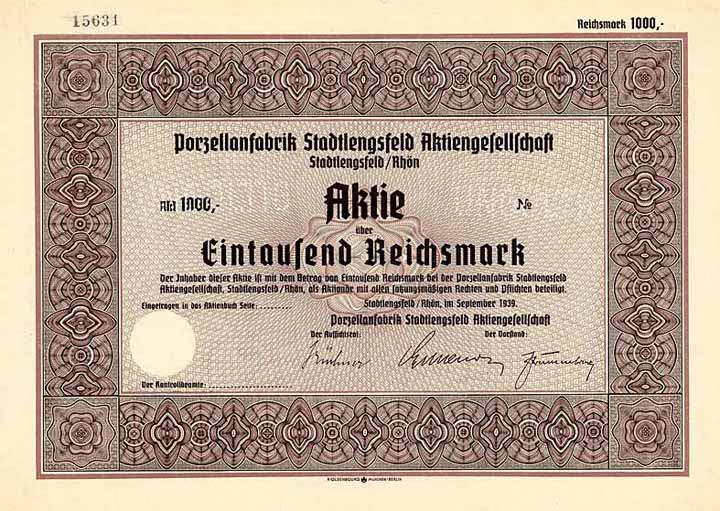 15631
Reichsmark 1000,-
Porzellanfabrik Stadtlengsfeld Aktiengesellschaft
Stadtlengsfeld/Rhön
RM 1000,-
Aktie
№
über
Eintausend Reichsmark
Der Inhaber dieser Aktie ist mit dem Betrag von Eintausend Reichsmark bei der Porzellanfabrik Stadtlengsfeld
Aktiengesellschaft, Stadtlengsfeld/Rhön, als Aktionär mit allen satzungsmäßigen Rechten und Pflichten beteiligt.
Eingetragen in das Aktienbuch Seite:
Stadtlengsfeld/Rhön, im September 1939.
Porzellanfabrik Stadtlengsfeld Aktiengesellschaft
Der Aufsichtsrat:
Der Vorstand:
Der Kontrollbeamte:
R·OLDENBOURG MÜNCHEN/BERLIN